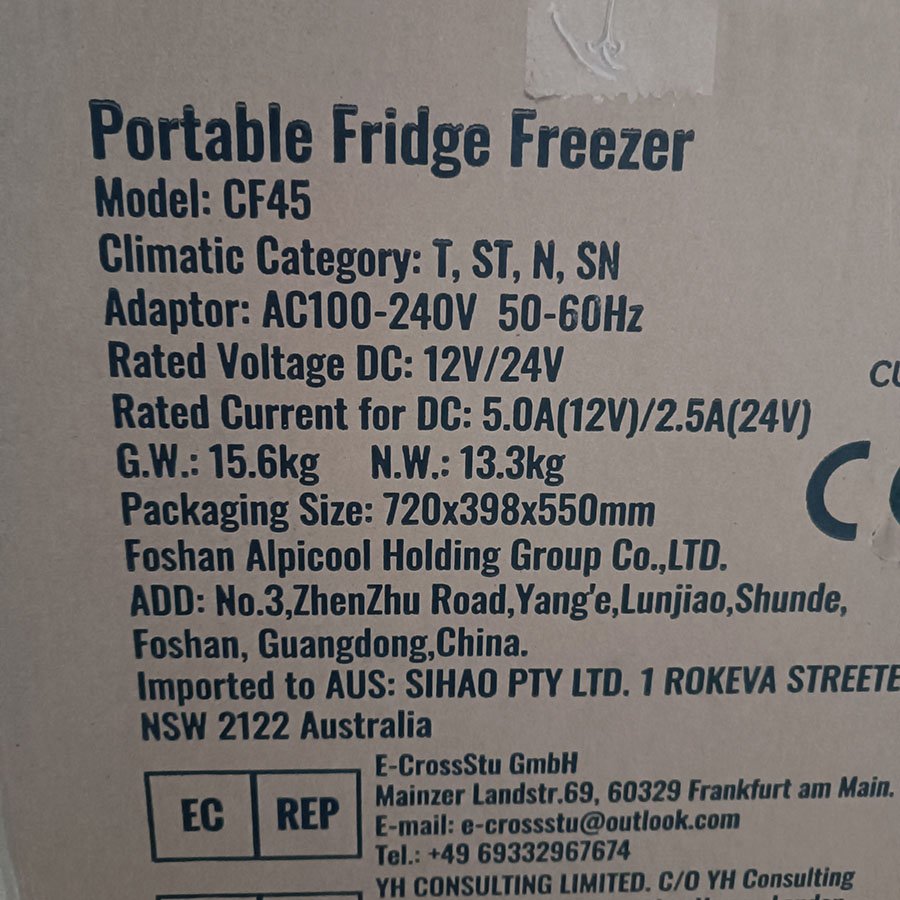 Portable Fridge Freezer
Model: CF45
Climatic Category: T, ST, N, SN
Adaptor: AC100-240V 50-60Hz
Rated Voltage DC: 12V/24V
CU
Rated Current for DC: 5.0A(12V)/2.5A(24V)
G.W.: 15.6kg N.W.: 13.3kg
Packaging Size: 720x398x550mm
Foshan Alpicool Holding Group Co.,LTD.
ADD: No.3,ZhenZhu Road,Yang'e,Lunjiao,Shunde,
Foshan, Guangdong,China.
Imported to AUS: SIHAO PTY LTD. 1 ROKEVA STREETE
NSW 2122 Australia
EC REP
E-CrossStu GmbH
Mainzer Landstr.69, 60329 Frankfurt am Main.
E-mail: e-crossstu@outlook.com
Tel.: +49 69332967674
YH CONSULTING LIMITED. C/O YH Consulting